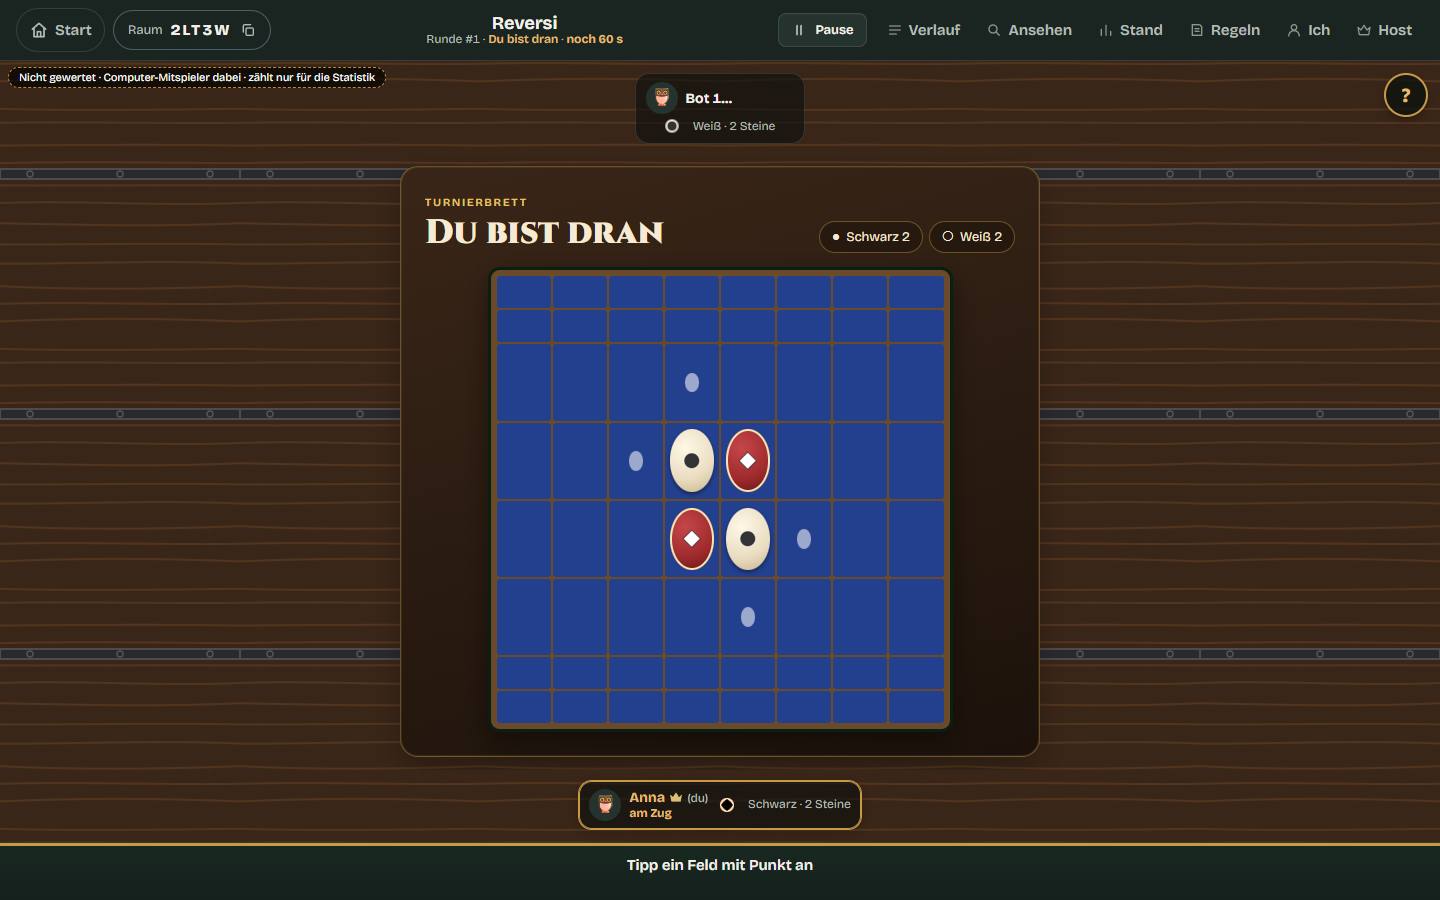 Start
Raum 2LT3W
Reversi
Runde #1 · Du bist dran · noch 60 s
Pause
Verlauf
Ansehen
Stand
Regeln
Ich
Host
Nicht gewertet · Computer-Mitspieler dabei · zählt nur für die Statistik
Bot 1...
Weiß · 2 Steine
?
TURNIERBRETT
DU BIST DRAN
Schwarz 2
Weiß 2
Anna (du)
am Zug
Schwarz · 2 Steine
Tipp ein Feld mit Punkt an